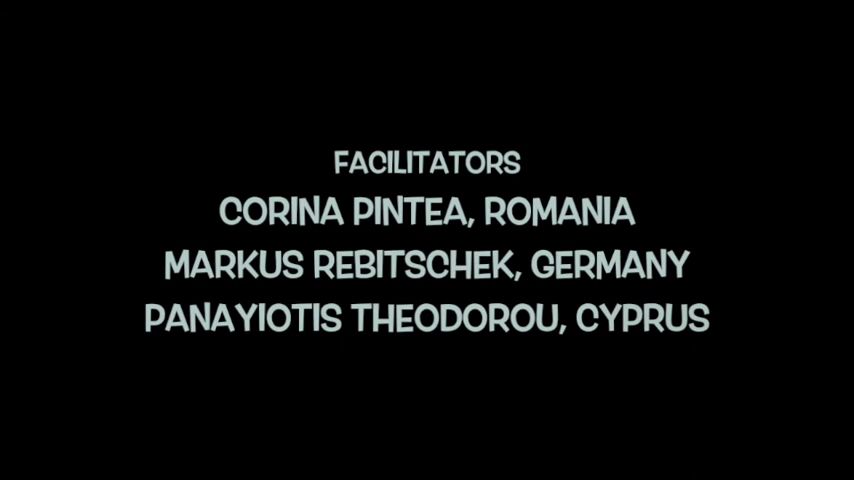 FACILITATORS
CORINA PINTEA, ROMANIA
MARKUS REBITSCHEK, GERMANY
PANAYIOTIS THEODOROU, CYPRUS